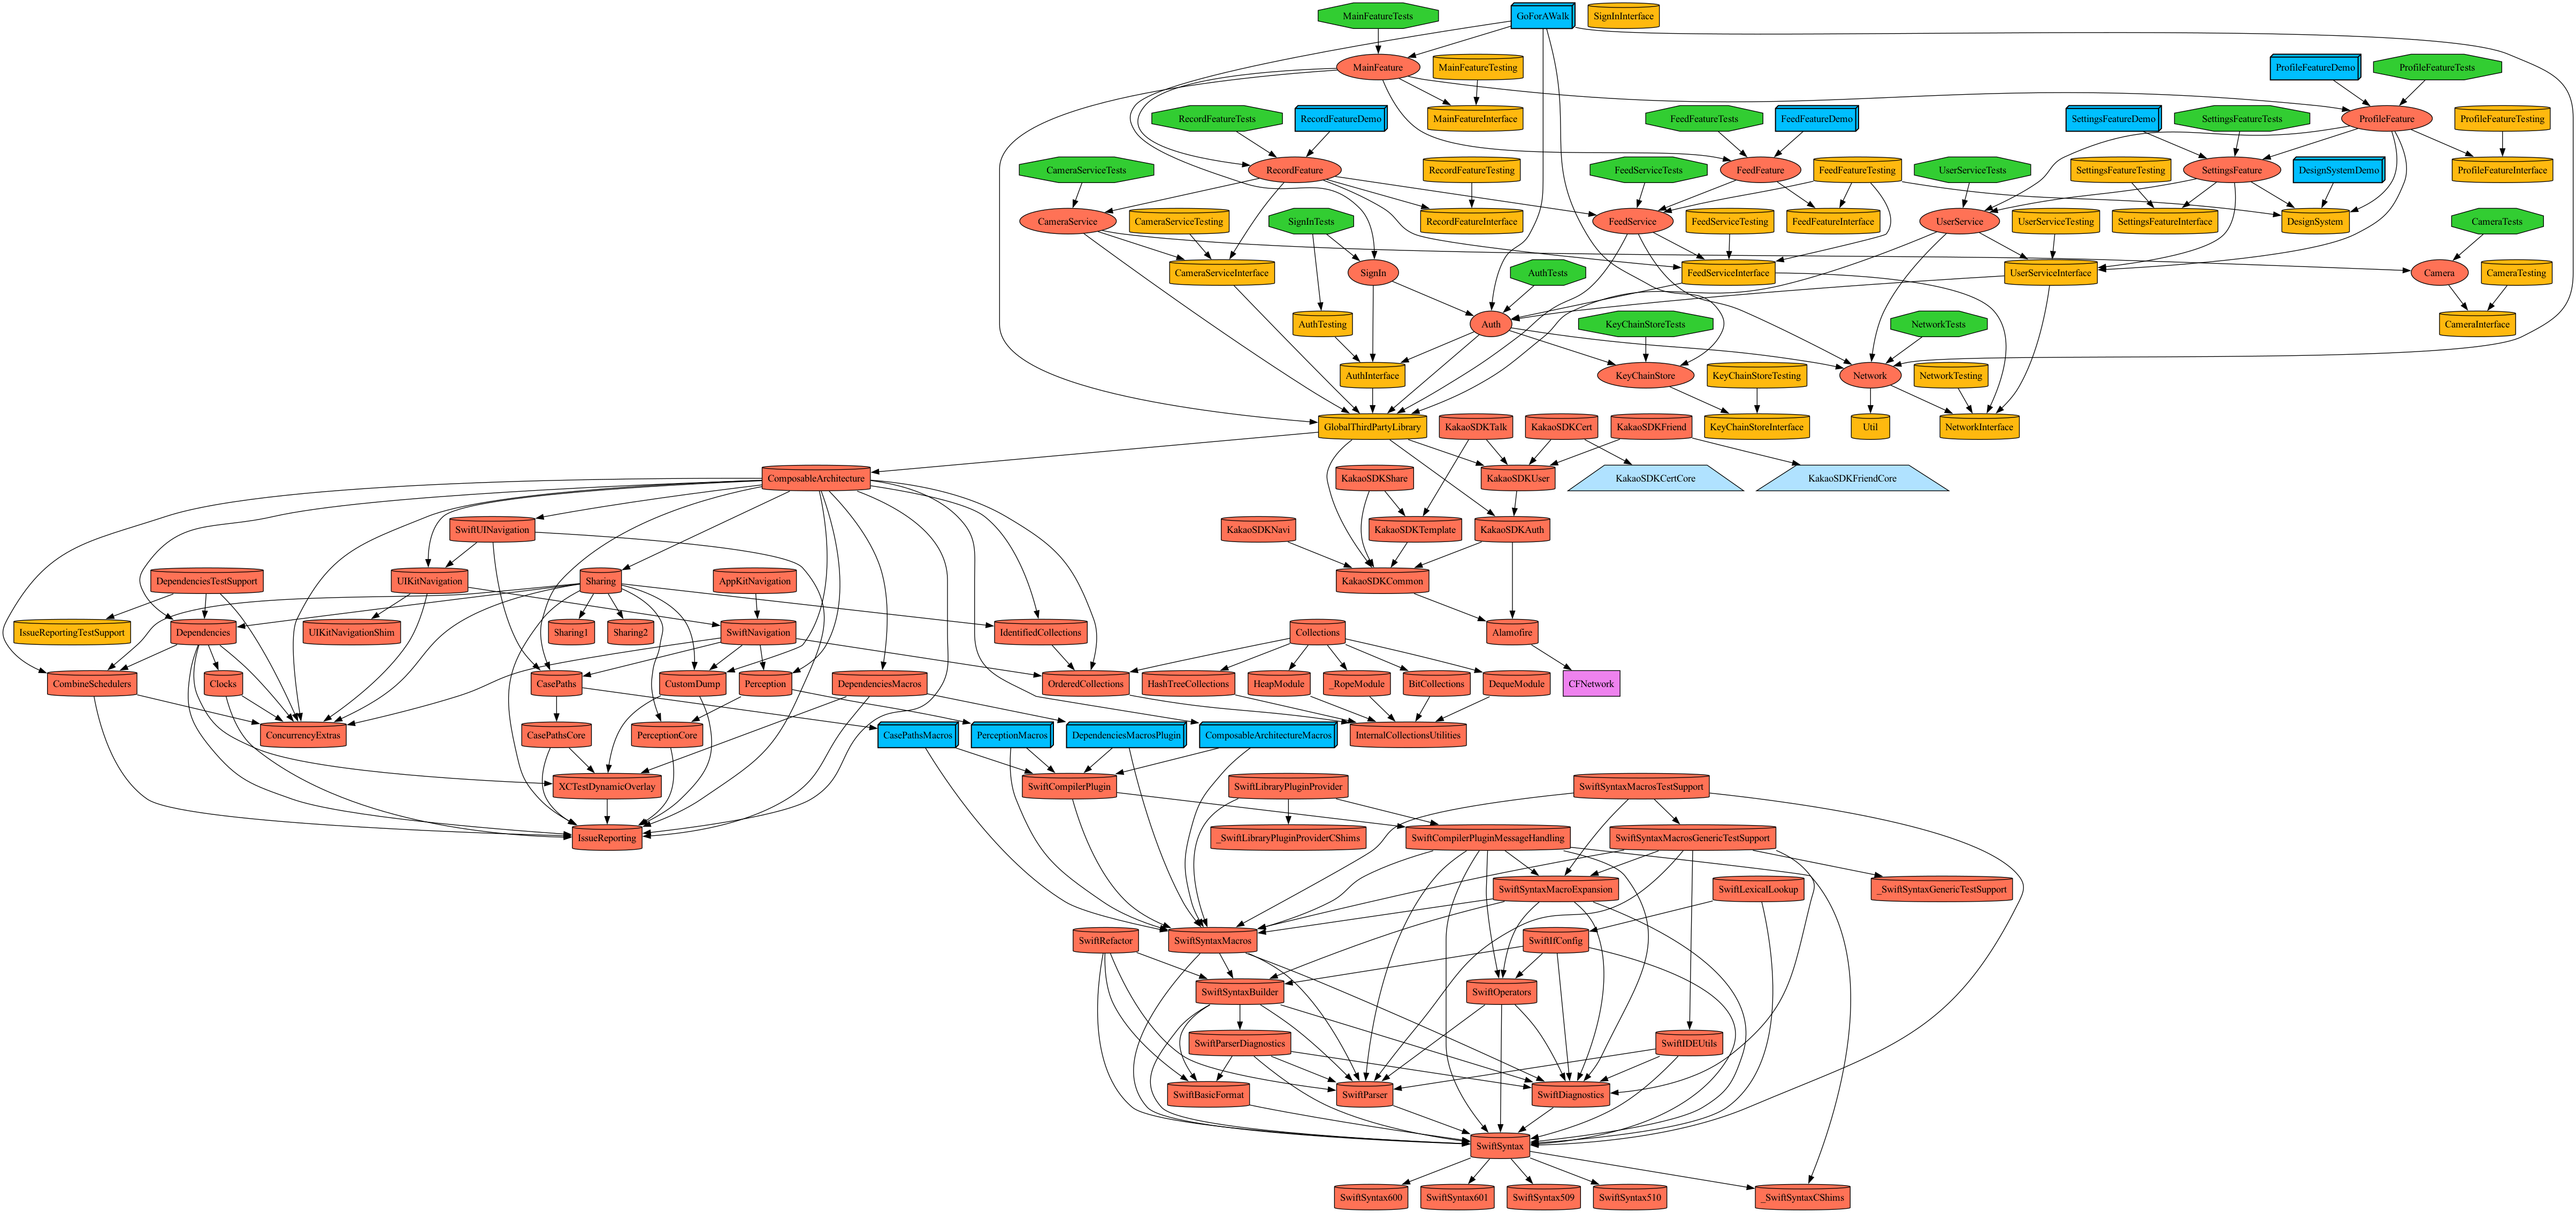 MainFeatureTests
GoForAWalk
SignInInterface
MainFeature
MainFeatureTesting
ProfileFeatureDemo
ProfileFeatureTests
RecordFeatureTests
RecordFeatureDemo
MainFeatureInterface
FeedFeatureTests
FeedFeatureDemo
SettingsFeatureDemo
SettingsFeatureTests
ProfileFeature
ProfileFeatureTesting
CameraServiceTests
RecordFeature
RecordFeatureTesting
FeedServiceTests
FeedFeature
FeedFeatureTesting
UserServiceTests
SettingsFeatureTesting
SettingsFeature
DesignSystemDemo
ProfileFeatureInterface
CameraService
CameraServiceTesting
SignInTests
RecordFeatureInterface
FeedService
FeedServiceTesting
FeedFeatureInterface
UserService
UserServiceTesting
SettingsFeatureInterface
DesignSystem
CameraTests
CameraServiceInterface
SignIn
AuthTests
FeedServiceInterface
UserServiceInterface
Camera
CameraTesting
AuthTesting
Auth
KeyChainStoreTests
NetworkTests
CameraInterface
AuthInterface
KeyChainStore
KeyChainStoreTesting
Network
NetworkTesting
GlobalThirdPartyLibrary
KakaoSDKTalk
KakaoSDKCert
KakaoSDKFriend
KeyChainStoreInterface
Util
NetworkInterface
ComposableArchitecture
KakaoSDKShare
KakaoSDKUser
KakaoSDKCertCore
KakaoSDKFriendCore
SwiftUINavigation
KakaoSDKNavi
KakaoSDKTemplate
KakaoSDKAuth
DependenciesTestSupport
UIKitNavigation
Sharing
AppKitNavigation
KakaoSDKCommon
IssueReportingTestSupport
Dependencies
UIKitNavigationShim
Sharing1
Sharing2
SwiftNavigation
IdentifiedCollections
Collections
Alamofire
CombineSchedulers
Clocks
CasePaths
CustomDump
Perception
DependenciesMacros
OrderedCollections
HashTreeCollections
HeapModule
_RopeModule
BitCollections
DequeModule
CFNetwork
ConcurrencyExtras
CasePathsCore
PerceptionCore
CasePathsMacros
PerceptionMacros
DependenciesMacrosPlugin
ComposableArchitectureMacros
InternalCollectionsUtilities
XCTestDynamicOverlay
SwiftCompilerPlugin
SwiftLibraryPluginProvider
SwiftSyntaxMacrosTestSupport
IssueReporting
_SwiftLibraryPluginProviderCShims
SwiftCompilerPluginMessageHandling
SwiftSyntaxMacrosGenericTestSupport
SwiftSyntaxMacroExpansion
SwiftLexicalLookup
_SwiftSyntaxGenericTestSupport
SwiftRefactor
SwiftSyntaxMacros
SwiftIfConfig
SwiftSyntaxBuilder
SwiftOperators
SwiftParserDiagnostics
SwiftIDEUtils
SwiftBasicFormat
SwiftParser
SwiftDiagnostics
SwiftSyntax
SwiftSyntax600
SwiftSyntax601
SwiftSyntax509
SwiftSyntax510
_SwiftSyntaxCShims